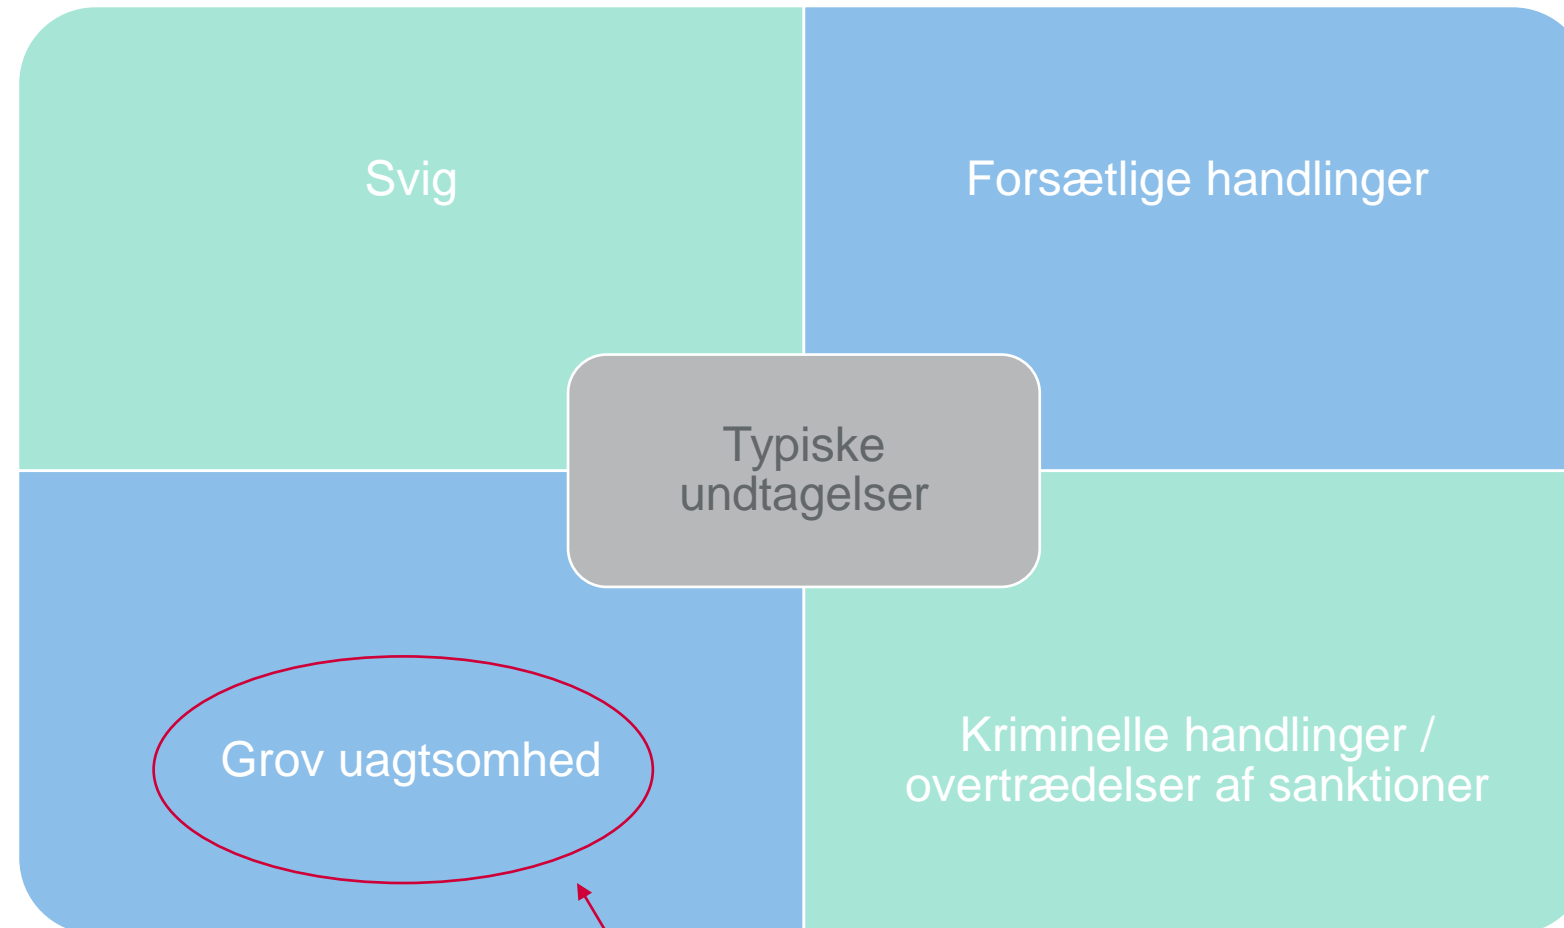 Svig
Forsætlige handlinger
Typiske
undtagelser
Grov uagtsomhed
Kriminelle handlinger /
overtrædelser af sanktioner